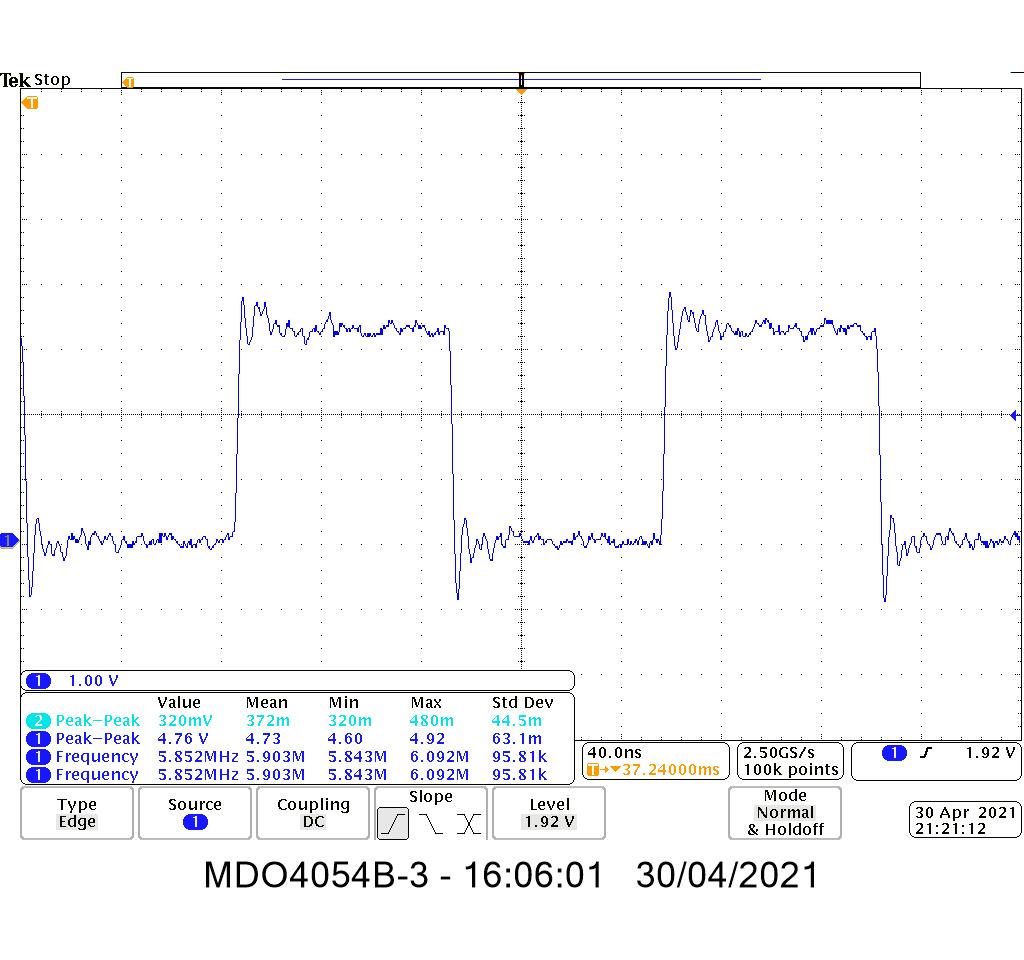 Tek Stop
T
T
1
1 1.00 V
Value Mean Min Max Std Dev
2 Peak−Peak 320mV 372m 320m 480m 44.5m
1 Peak−Peak 4.76 V 4.73 4.60 4.92 63.1m
1 Frequency 5.852MHz 5.903M 5.843M 6.092M 95.81k
1 Frequency 5.852MHz 5.903M 5.843M 6.092M 95.81k
40.0ns
T→▼37.24000ms
2.50GS/s
100k points
1 1.92 V
Type
Edge
Source
1
Coupling
DC
Slope
Level
1.92 V
Mode
Normal
& Holdoff
30 Apr 2021
21:21:12
MDO4054B-3 - 16:06:01 30/04/2021